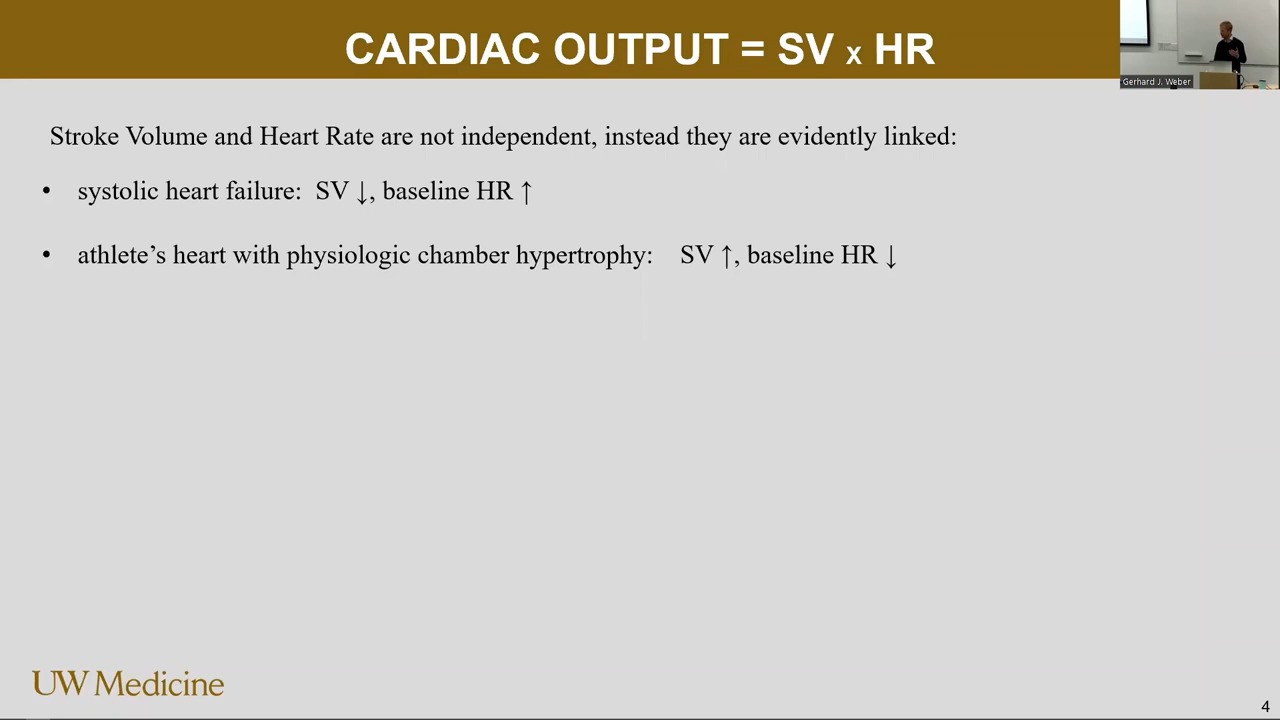 CARDIAC OUTPUT = SV x HR
Gerhard J. Weber
Stroke Volume and Heart Rate are not independent, instead they are evidently linked:
• systolic heart failure: SV ↓, baseline HR ↑
• athlete’s heart with physiologic chamber hypertrophy: SV ↑, baseline HR ↓
UW Medicine
4